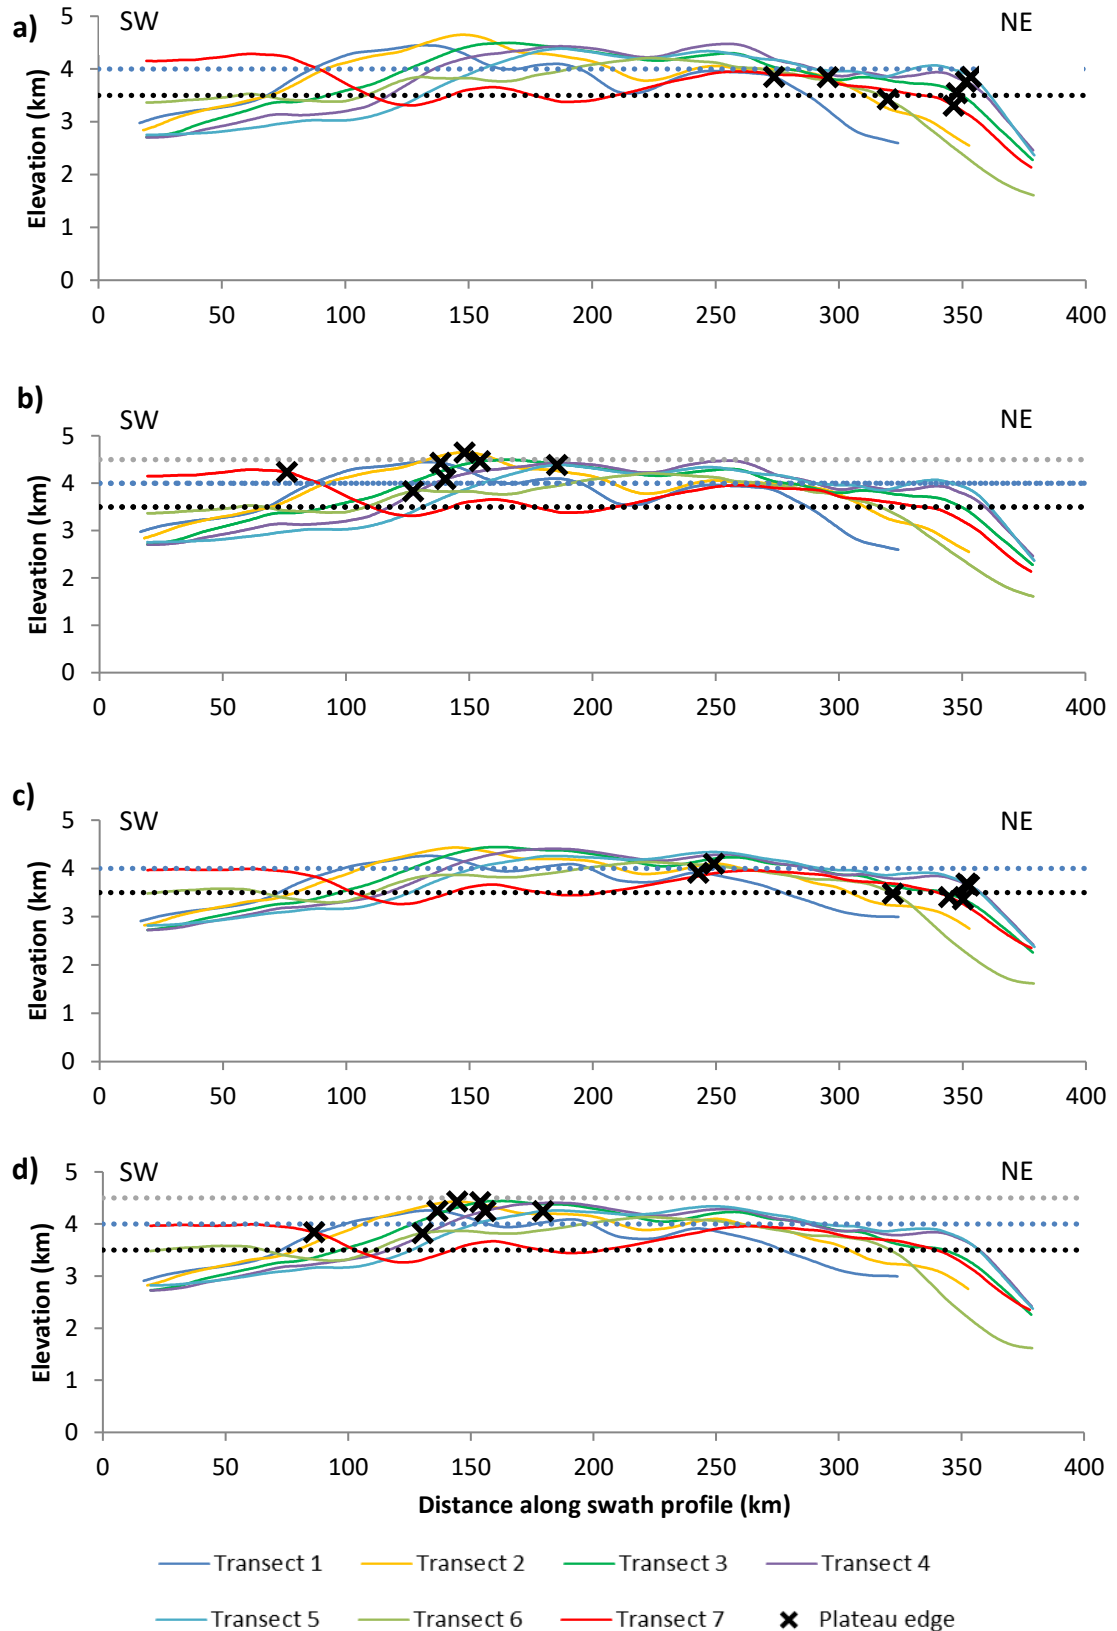 a)
SW
NE
5
4
3
2
1
0
Elevation (km)
0 50 100 150 200 250 300 350 400
b)
SW
NE
5
4
3
2
1
0
Elevation (km)
0 50 100 150 200 250 300 350 400
c)
SW
NE
5
4
3
2
1
0
Elevation (km)
0 50 100 150 200 250 300 350 400
d)
SW
NE
5
4
3
2
1
0
Elevation (km)
0 50 100 150 200 250 300 350 400
Distance along swath profile (km)
Transect 1 Transect 2 Transect 3 Transect 4
Transect 5 Transect 6 Transect 7 Plateau edge